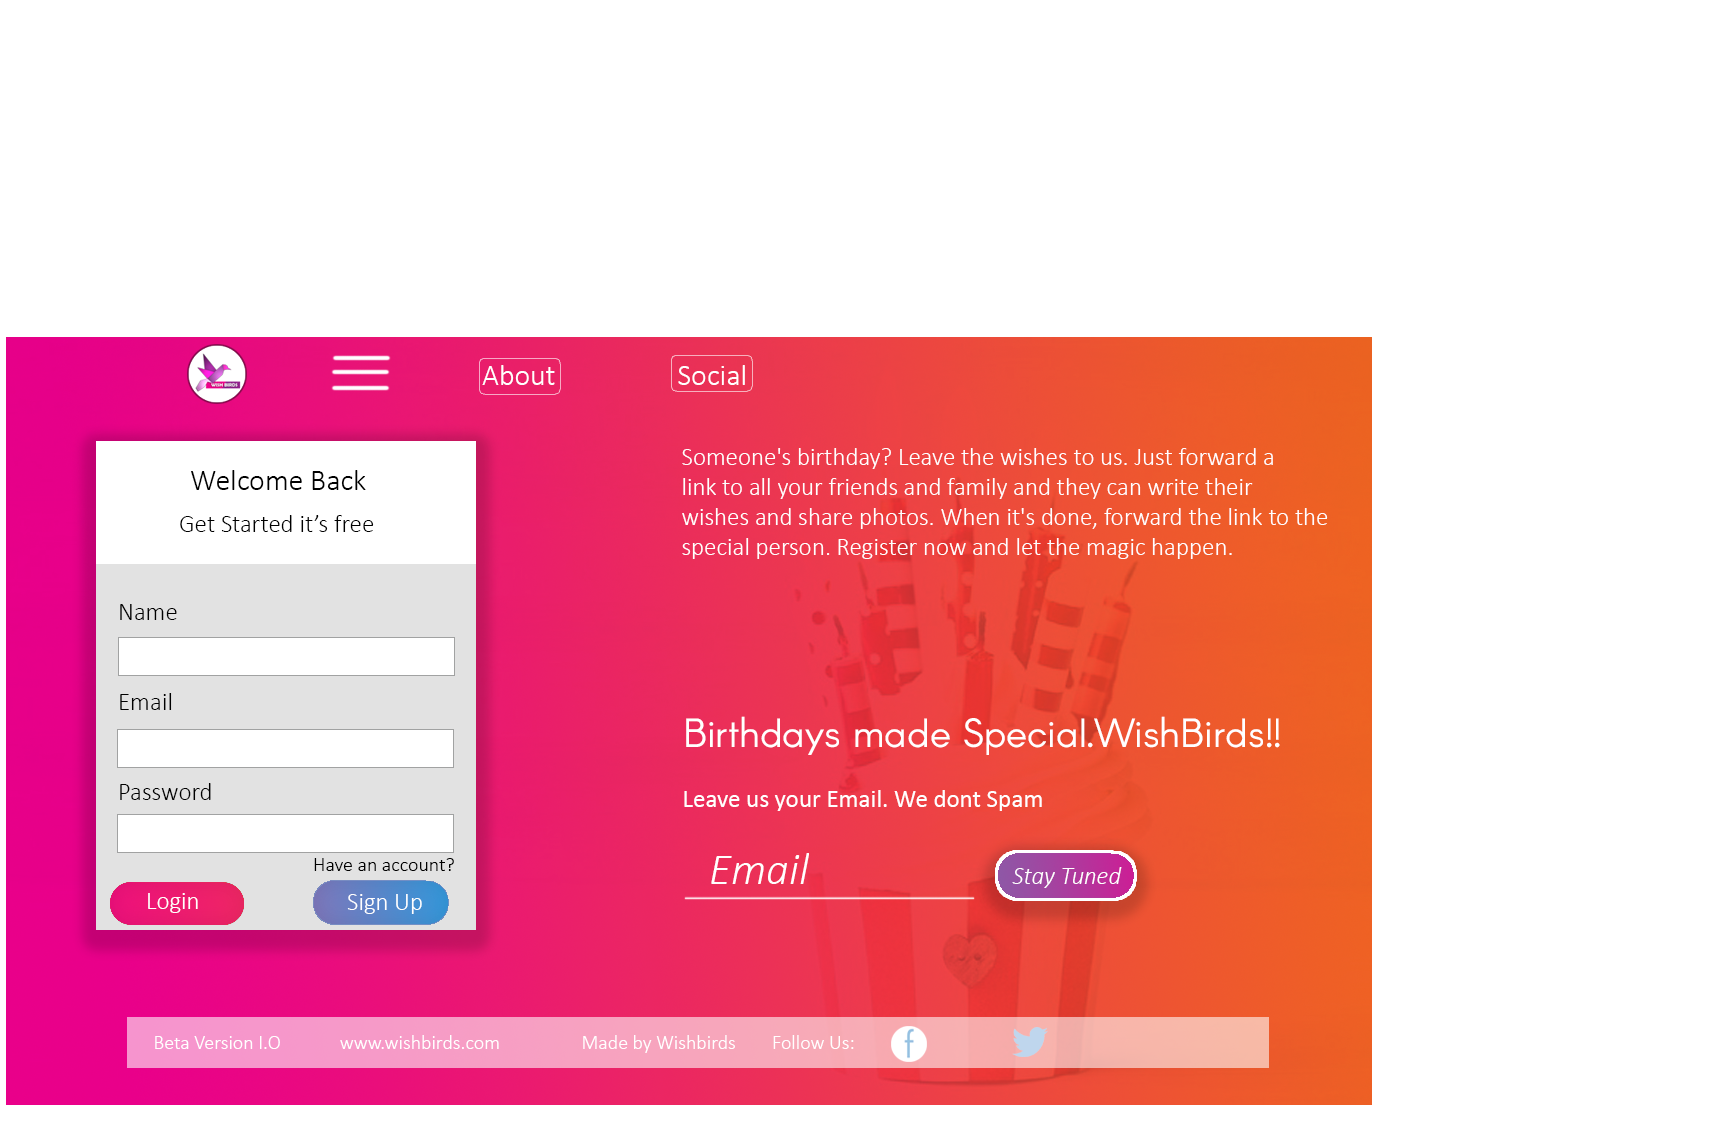 WISH BIRDS
About
Social
Welcome Back
Get Started it’s free
Name
Email
Password
Have an account?
Login
Sign Up
Someone's birthday? Leave the wishes to us. Just forward a
link to all your friends and family and they can write their
wishes and share photos. When it's done, forward the link to the
special person. Register now and let the magic happen.
Birthdays made Special.WishBirds!!
Leave us your Email. We dont Spam
Email
Stay Tuned
Beta Version I.O
www.wishbirds.com
Made by Wishbirds
Follow Us: